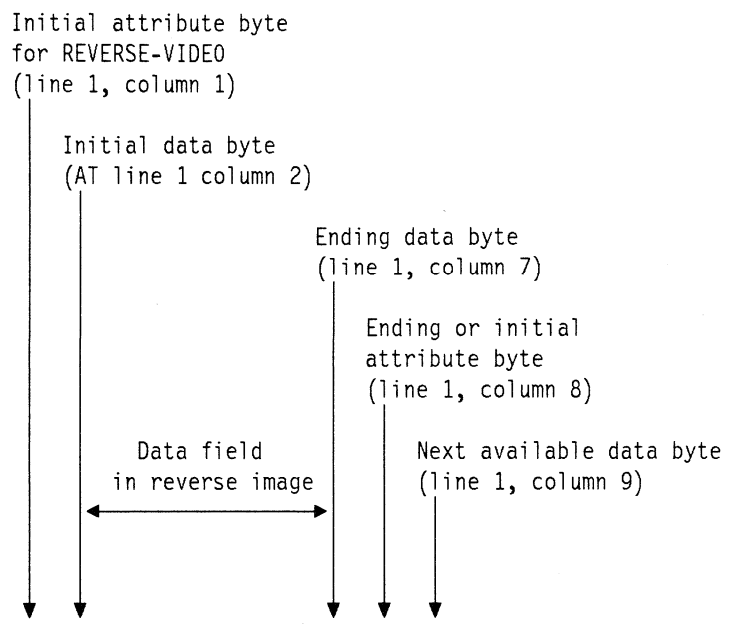 Initial attribute byte
for REVERSE-VIDEO
(line 1, column 1)
Initial data byte
(AT line 1 column 2)
Ending data byte
(line 1, column 7)
Ending or initial
attribute byte
(line 1, column 8)
Data field
in reverse image
Next available data byte
(line 1, column 9)